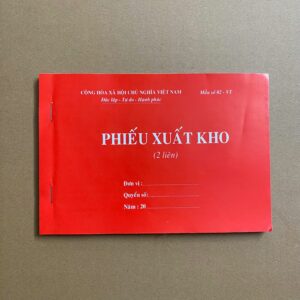 CỘNG HÒA XÃ HỘI CHỦ NGHĨA VIỆT NAM Mẫu số 02 - VT
Độc lập - Tự do - Hạnh phúc
PHIẾU XUẤT KHO
(2 liên)
Đơn vị :
Quyển số:
Năm : 20